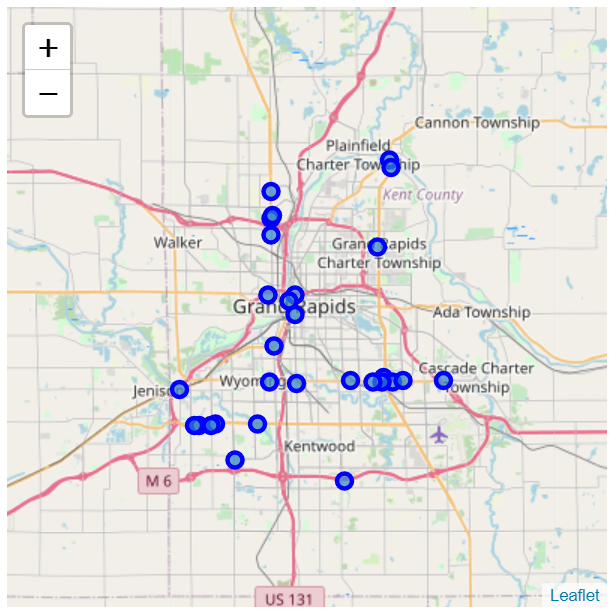 +
−
Cannon Township
Plainfield
Charter Township
Kent County
Walker
Grand Rapids
Charter Township
Grand Rapids
Ada Township
Cascade Charter
Township
Wyoming
Jenison
Kentwood
M 6
US 131
Leaflet